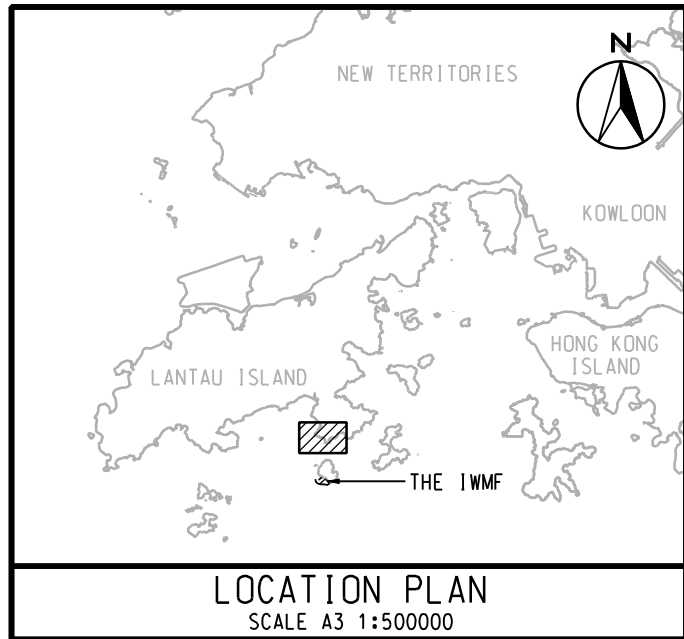 N
NEW TERRITORIES
KOWLOON
HONG KONG
ISLAND
LANTAU ISLAND
THE IWMF
LOCATION PLAN
SCALE A3 1:500000